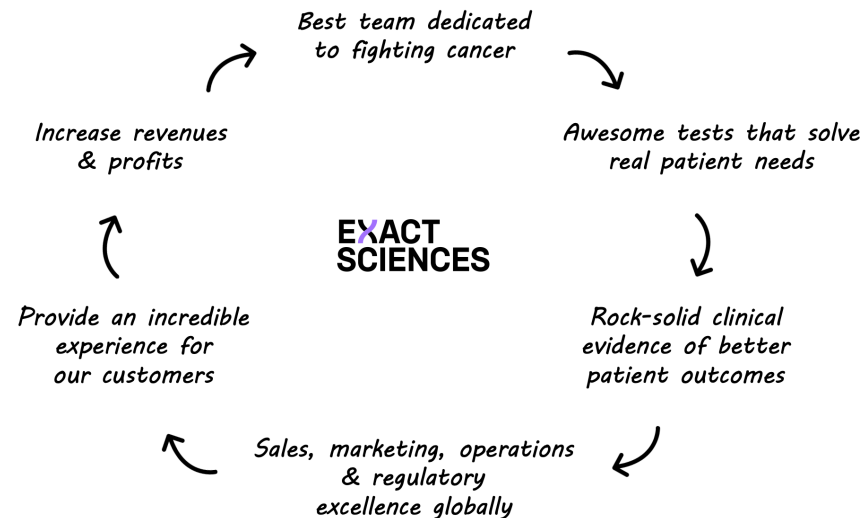 Best team dedicated
to fighting cancer
Awesome tests that solve
real patient needs
Rock-solid clinical
evidence of better
patient outcomes
Sales, marketing, operations
& regulatory
excellence globally
Provide an incredible
experience for
our customers
Increase revenues
& profits
EXACT
SCIENCES